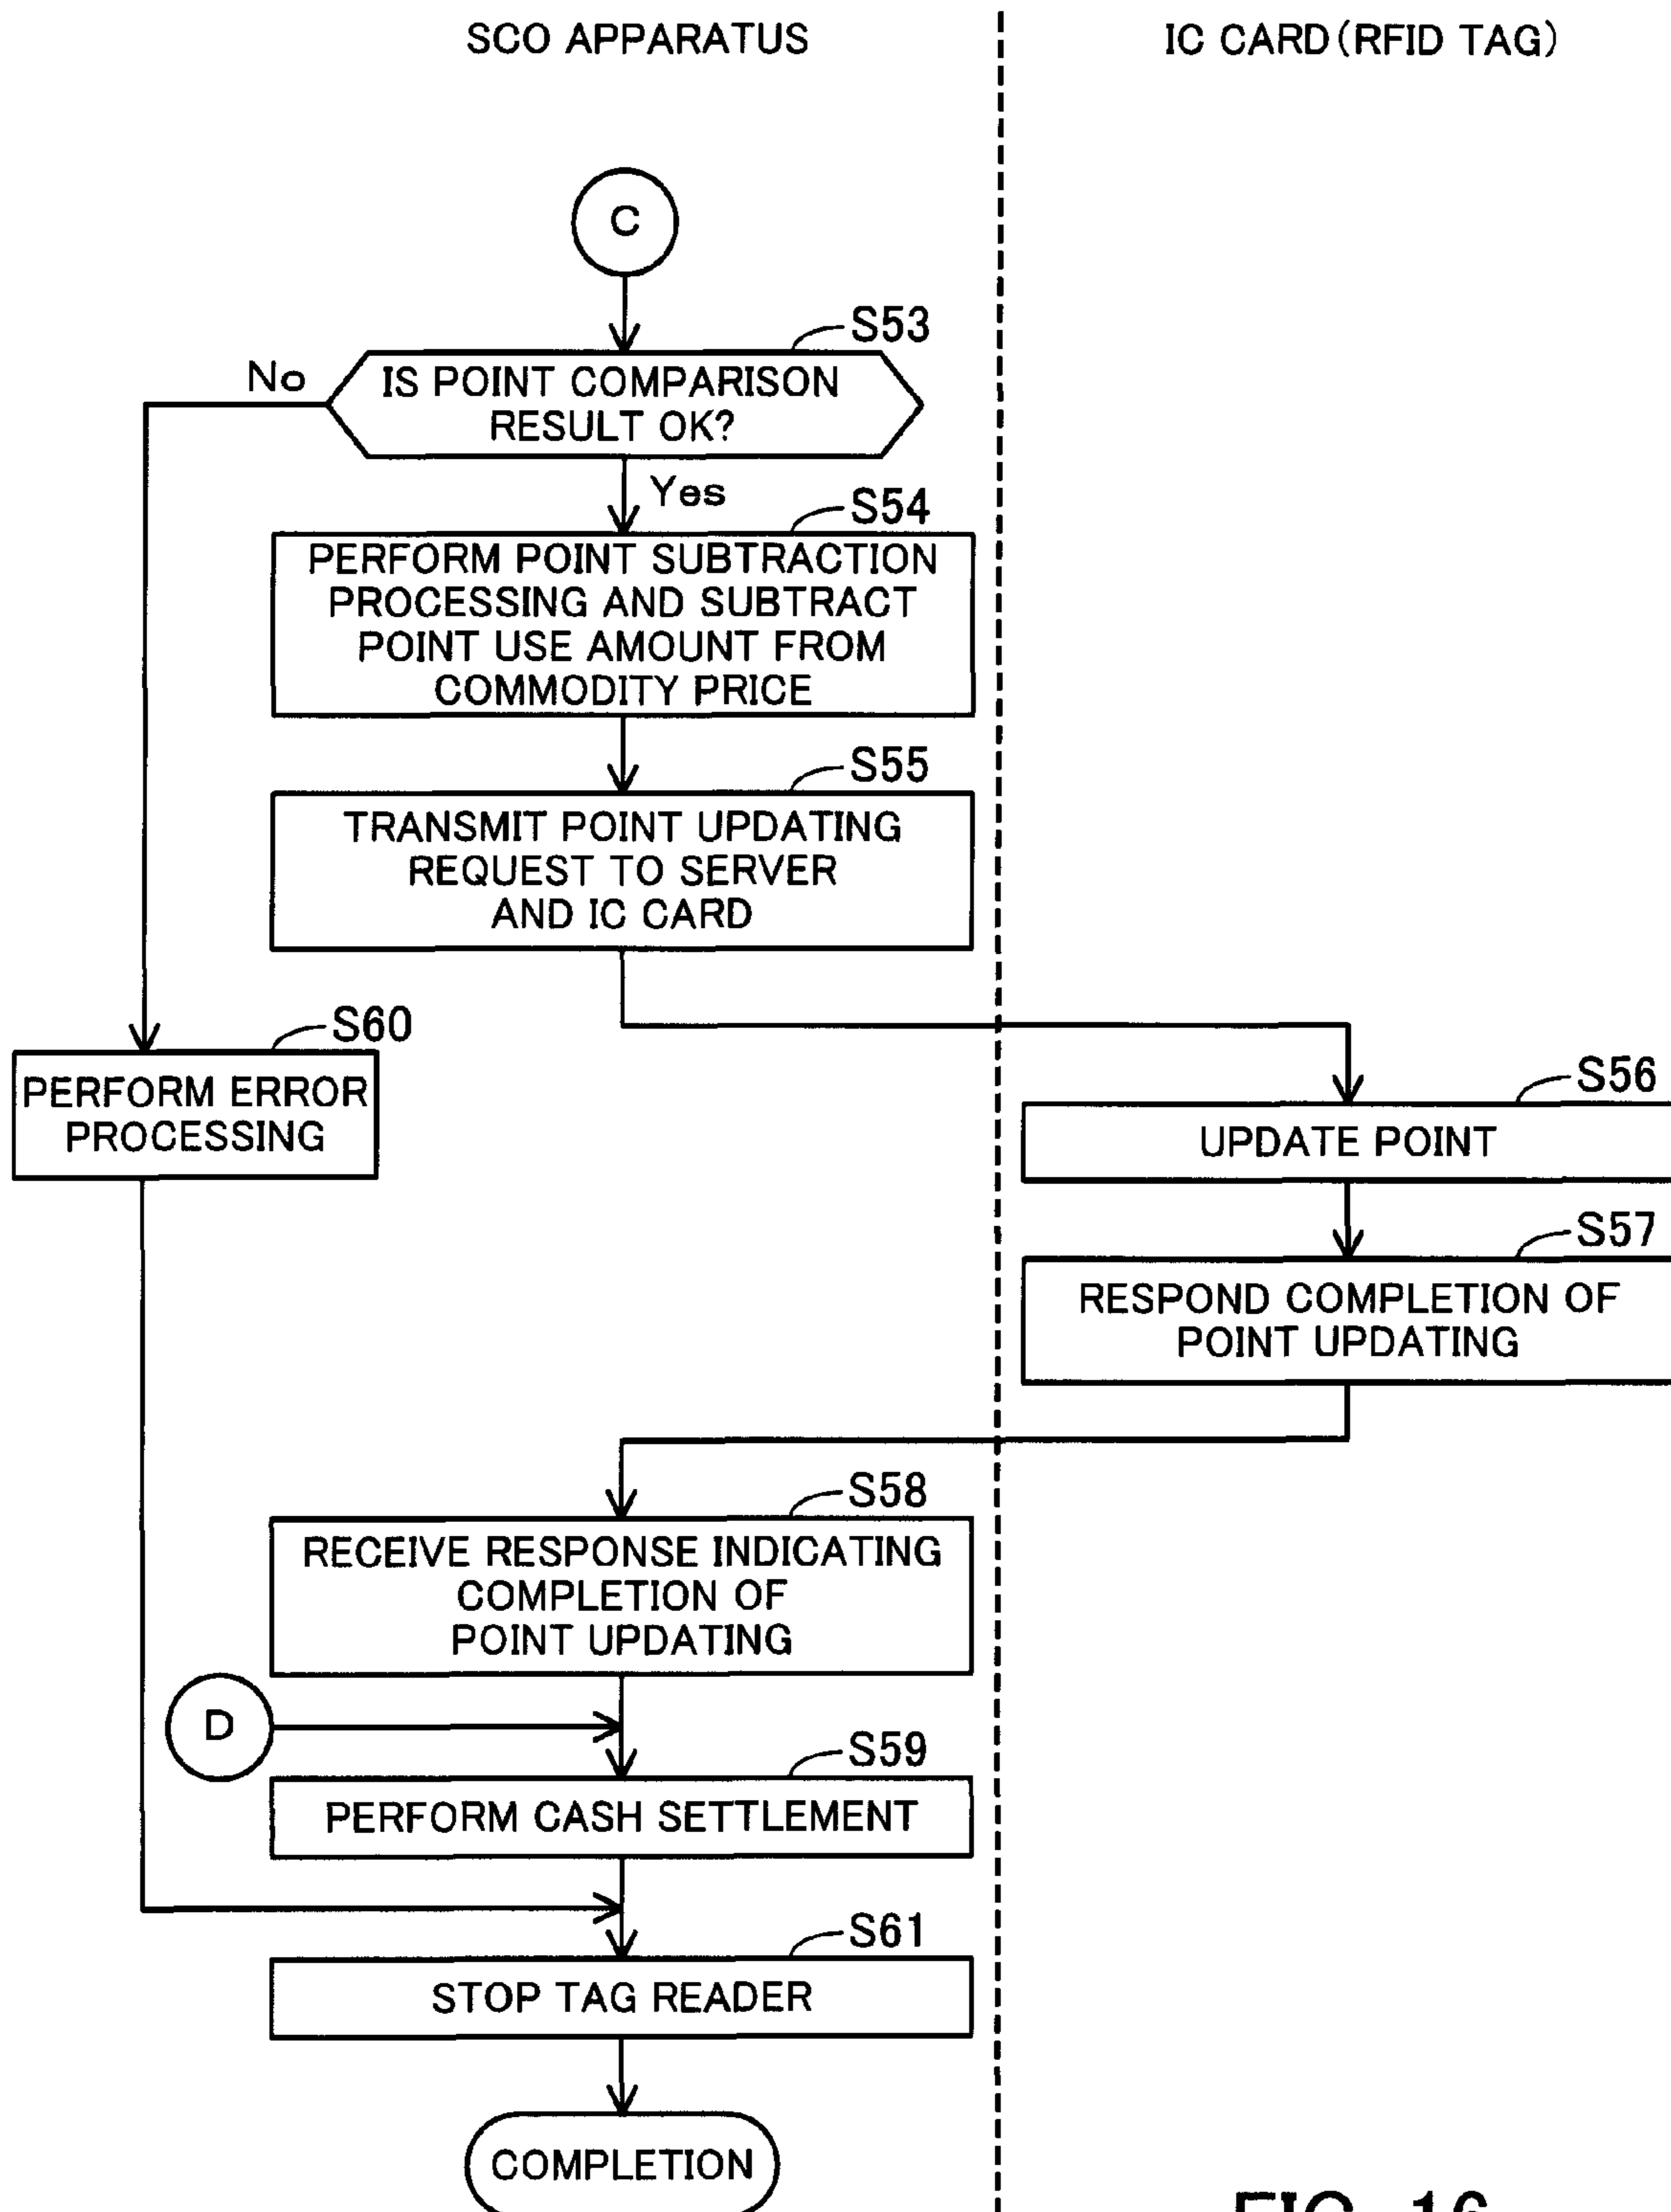 SCO APPARATUS
IC CARD(RFID TAG)
C
S53
No
IS POINT COMPARISON
RESULT OK?
Yes
S54
PERFORM POINT SUBTRACTION
PROCESSING AND SUBTRACT
POINT USE AMOUNT FROM
COMMODITY PRICE
S55
TRANSMIT POINT UPDATING
REQUEST TO SERVER
AND IC CARD
S60
PERFORM ERROR
PROCESSING
S56
UPDATE POINT
S57
RESPOND COMPLETION OF
POINT UPDATING
S58
RECEIVE RESPONSE INDICATING
COMPLETION OF
POINT UPDATING
D
S59
PERFORM CASH SETTLEMENT
S61
STOP TAG READER
COMPLETION
FIG. 16